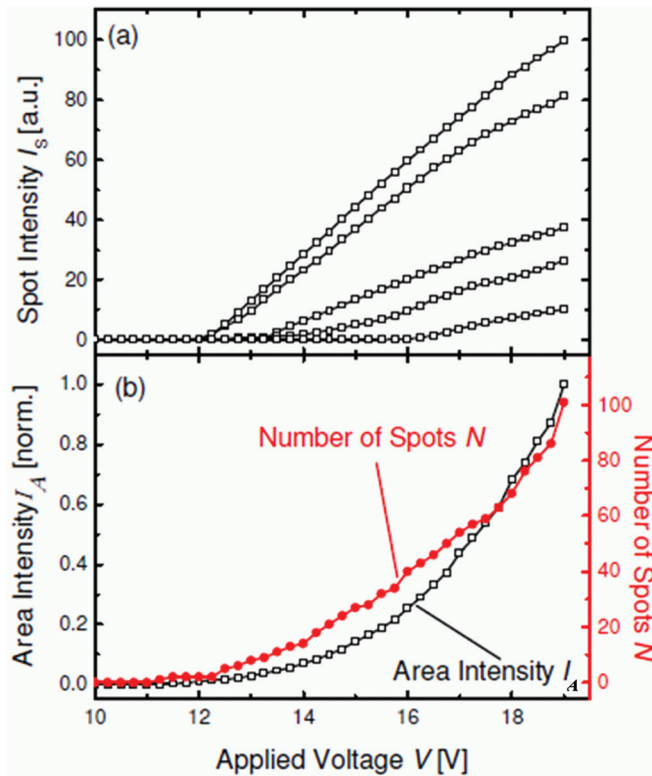 (a)
100
80
60
40
20
0
Spot Intensity I_s [a.u.]
(b)
1.0
0.8
0.6
0.4
0.2
0.0
Area Intensity I_A [norm.]
Number of Spots N
Area Intensity I_A
100
80
60
40
20
0
Number of Spots N
10 12 14 16 18
Applied Voltage V [V]